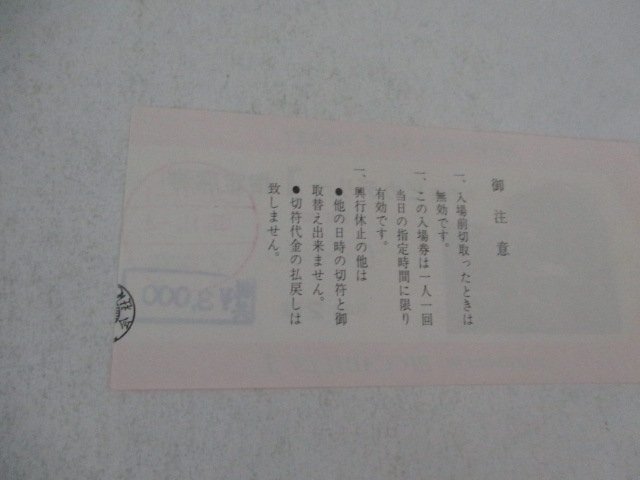 御注意
一、入場前切取ったときは
無効です。
一、この入場券は一人一回
当日の指定時間に限り
有効です。
一、興行休止の他は
●他の日時の切符と御
取替え出来ません。
●切符代金の払戻しは
致しません。
¥3,000